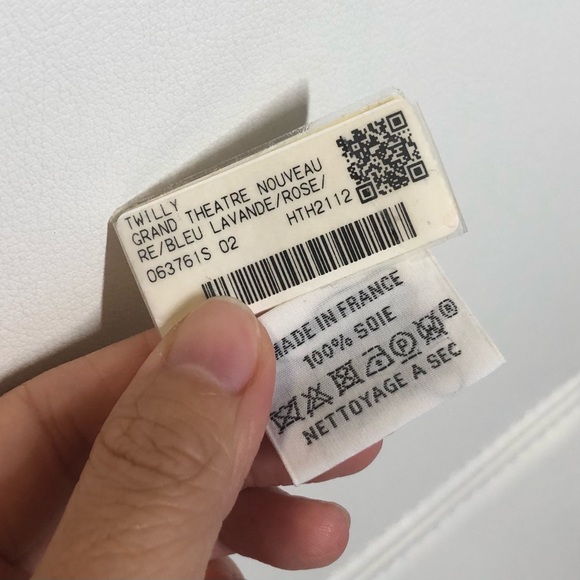 TWILLY
GRAND THEATRE NOUVEAU
RE/BLEU LAVANDE/ROSE/
063761S 02 HTH2112
MADE IN FRANCE
100% SOIE
NETTOYAGE A SEC